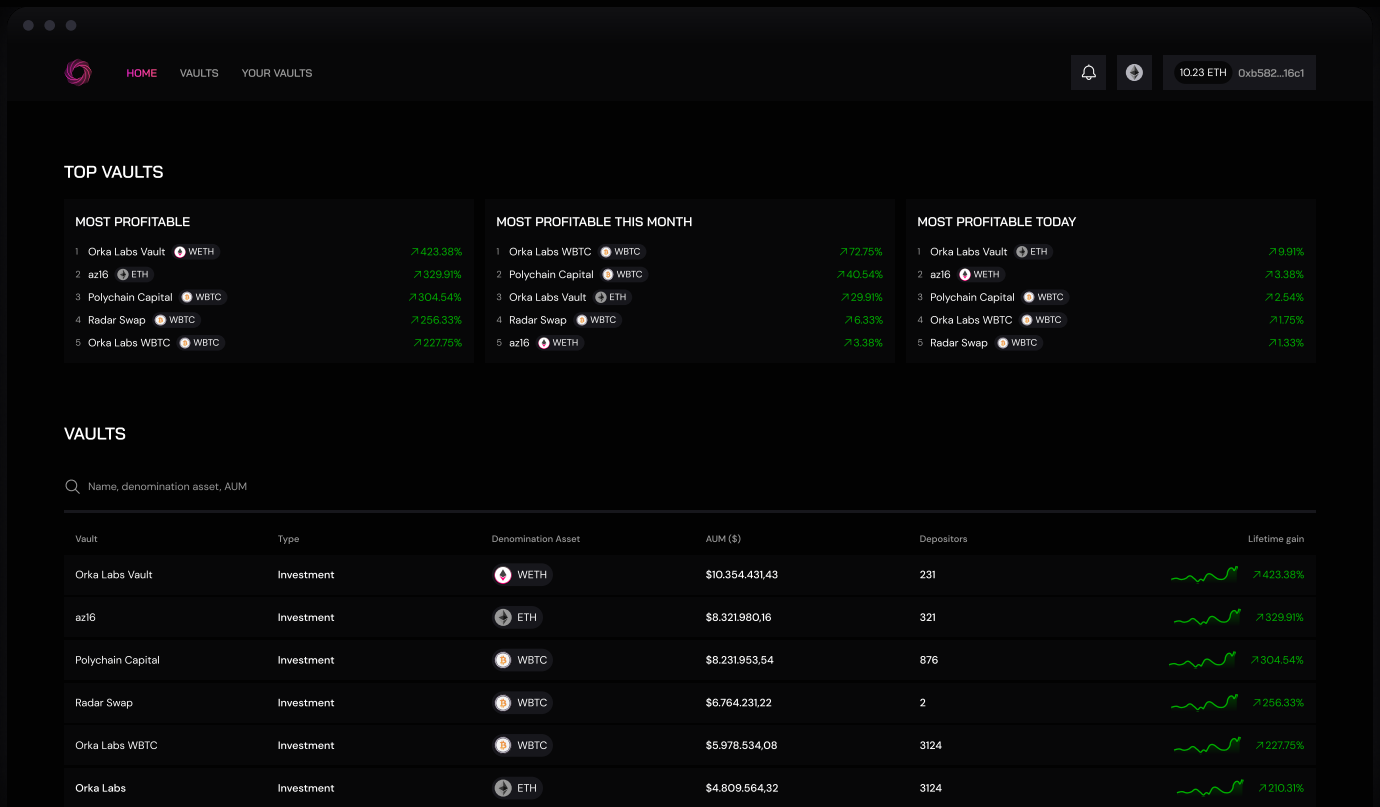 HOME VAULTS YOUR VAULTS 10.23 ETH 0xb582...16c1
TOP VAULTS
MOST PROFITABLE
1 Orka Labs Vault WETH 423.38%
2 az16 ETH 329.91%
3 Polychain Capital WBTC 304.54%
4 Radar Swap WBTC 256.33%
5 Orka Labs WBTC WBTC 227.75%
MOST PROFITABLE THIS MONTH
1 Orka Labs WBTC WBTC 72.75%
2 Polychain Capital WBTC 40.54%
3 Orka Labs Vault ETH 29.91%
4 Radar Swap WBTC 6.33%
5 az16 WETH 3.38%
MOST PROFITABLE TODAY
1 Orka Labs Vault ETH 9.91%
2 az16 WETH 3.38%
3 Polychain Capital WBTC 2.54%
4 Orka Labs WBTC WBTC 1.75%
5 Radar Swap WBTC 1.33%
VAULTS
Name, denomination asset, AUM
Vault Type Denomination Asset AUM ($) Depositors Lifetime gain
Orka Labs Vault Investment WETH $10.354.431,43 231 423.38%
az16 Investment ETH $8.321.980,16 321 329.91%
Polychain Capital Investment WBTC $8.231.953,54 876 304.54%
Radar Swap Investment WBTC $6.764.231,22 2 256.33%
Orka Labs WBTC Investment WBTC $5.978.534,08 3124 227.75%
Orka Labs Investment ETH $4.809.564,32 3124 210.31%